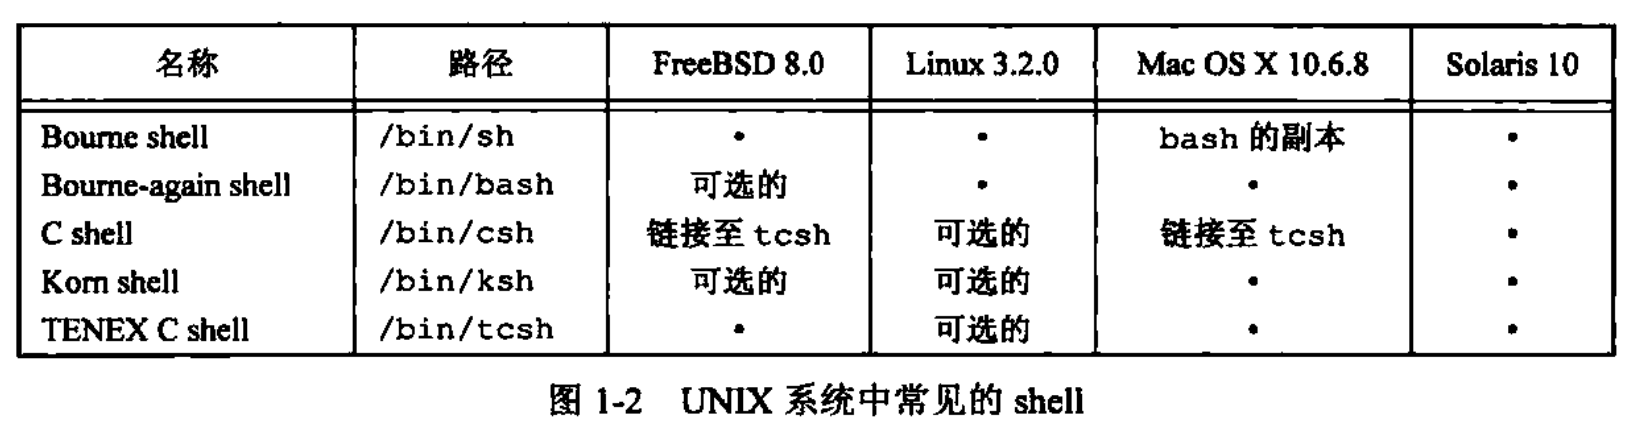 名称 路径 FreeBSD 8.0 Linux 3.2.0 Mac OS X 10.6.8 Solaris 10
Bourne shell /bin/sh • • bash 的副本 •
Bourne-again shell /bin/bash 可选的 • • •
C shell /bin/csh 链接至 tcsh 可选的 链接至 tcsh •
Korn shell /bin/ksh 可选的 可选的 • •
TENEX C shell /bin/tcsh • 可选的 • •
图 1-2 UNIX 系统中常见的 shell